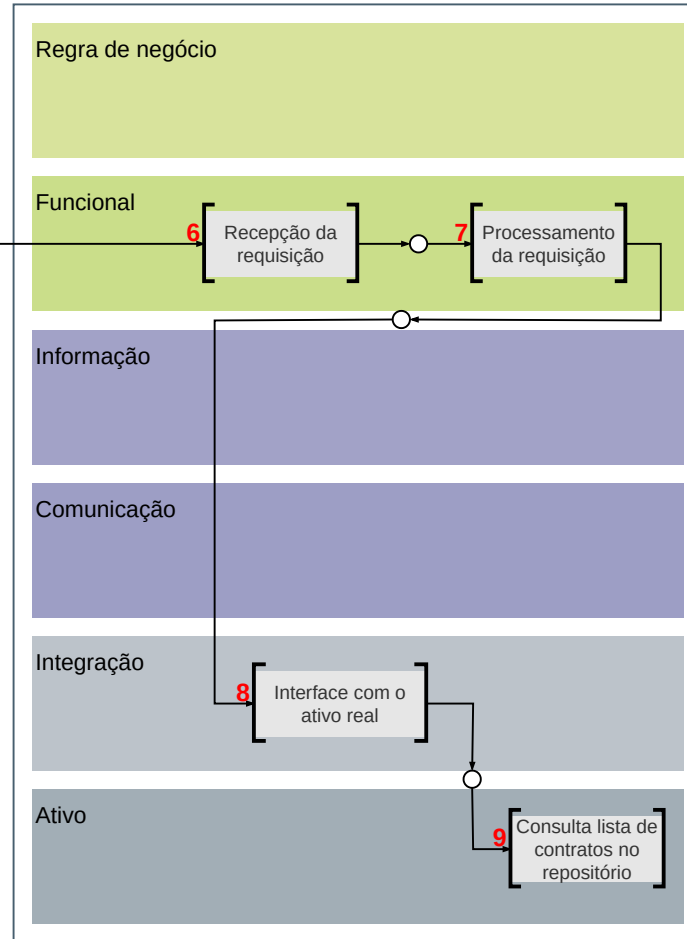 Regra de negócio
Funcional
6
Recepção da
requisição
7
Processamento
da requisição
Informação
Comunicação
Integração
8
Interface com o
ativo real
Ativo
9
Consulta lista de
contratos no
repositório